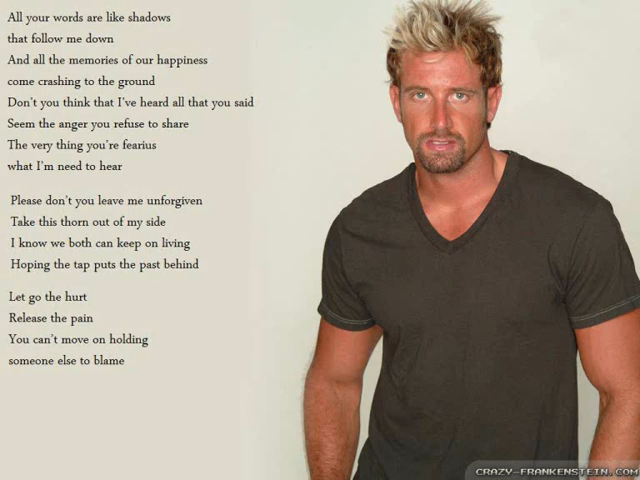 All your words are like shadows
that follow me down
And all the memories of our happiness
come crashing to the ground
Don't you think that I've heard all that you said
Seem the anger you refuse to share
The very thing you're fearius
what I'm need to hear
Please don't you leave me unforgiven
Take this thorn out of my side
I know we both can keep on living
Hoping the tap puts the past behind
Let go the hurt
Release the pain
You can't move on holding
someone else to blame
CRAZY-FRANKENSTEIN.COM